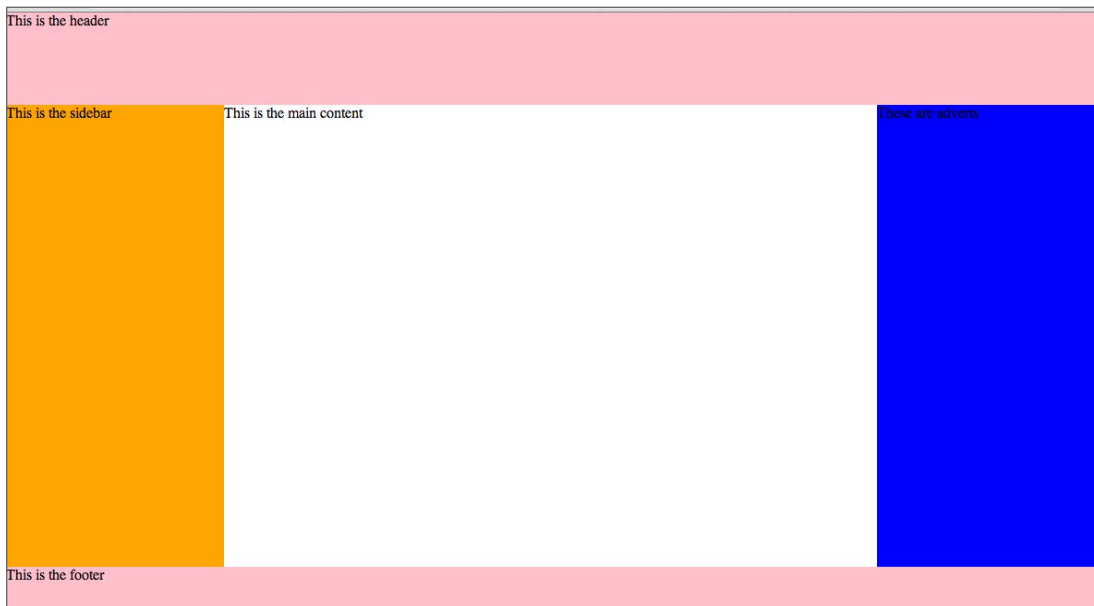 This is the header
This is the sidebar
This is the main content
These are adverts
This is the footer